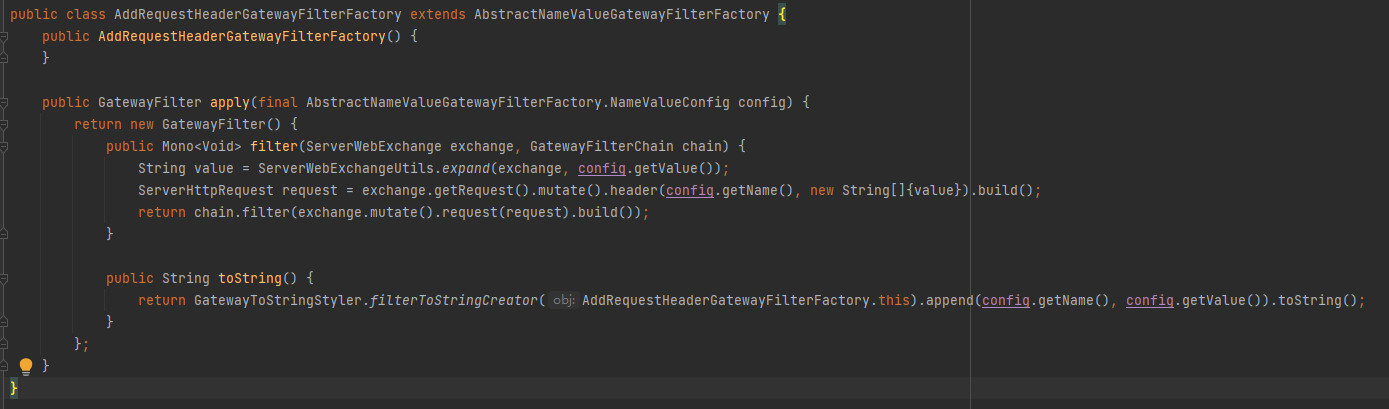 public class AddRequestHeaderGatewayFilterFactory extends AbstractNameValueGatewayFilterFactory {
    public AddRequestHeaderGatewayFilterFactory() {
    }
    public GatewayFilter apply(final AbstractNameValueGatewayFilterFactory.NameValueConfig config) {
        return new GatewayFilter() {
            public Mono<Void> filter(ServerWebExchange exchange, GatewayFilterChain chain) {
                String value = ServerWebExchangeUtils.expand(exchange, config.getValue());
                ServerHttpRequest request = exchange.getRequest().mutate().header(config.getName(), new String[]{value}).build();
                return chain.filter(exchange.mutate().request(request).build());
            }
            public String toString() {
                return GatewayToStringStyler.filterToStringCreator( obj: AddRequestHeaderGatewayFilterFactory.this).append(config.getName(), config.getValue()).toString();
            }
        };
    }
}